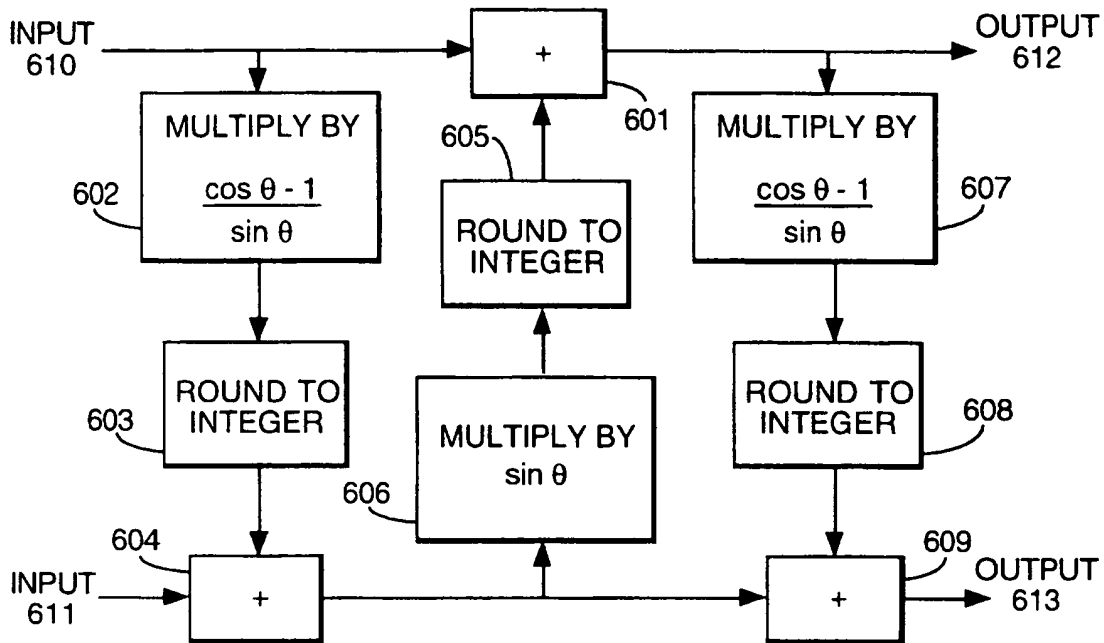 INPUT
610
+
601
OUTPUT
612
MULTIPLY BY
cos θ - 1
sin θ
602
605
ROUND TO
INTEGER
MULTIPLY BY
cos θ - 1
sin θ
607
ROUND TO
INTEGER
603
MULTIPLY BY
sin θ
606
ROUND TO
INTEGER
608
604
INPUT
611
+
+
609
OUTPUT
613